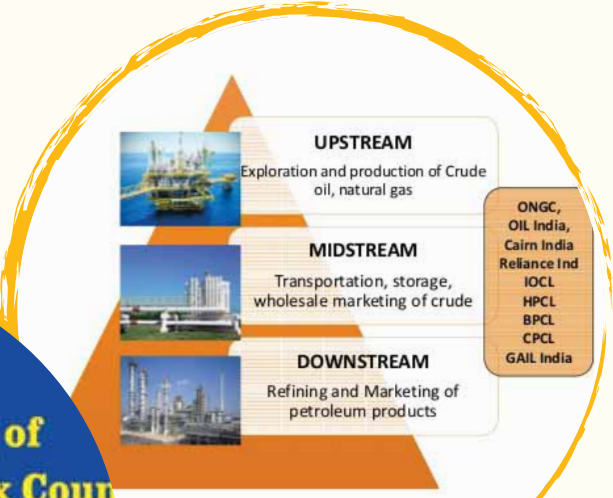 UPSTREAM
Exploration and production of Crude
oil, natural gas
MIDSTREAM
Transportation, storage,
wholesale marketing of crude
DOWNSTREAM
Refining and Marketing of
petroleum products
ONGC,
OIL India,
Cairn India
Reliance Ind
IOCL
HPCL
BPCL
CPCL
GAIL India
of